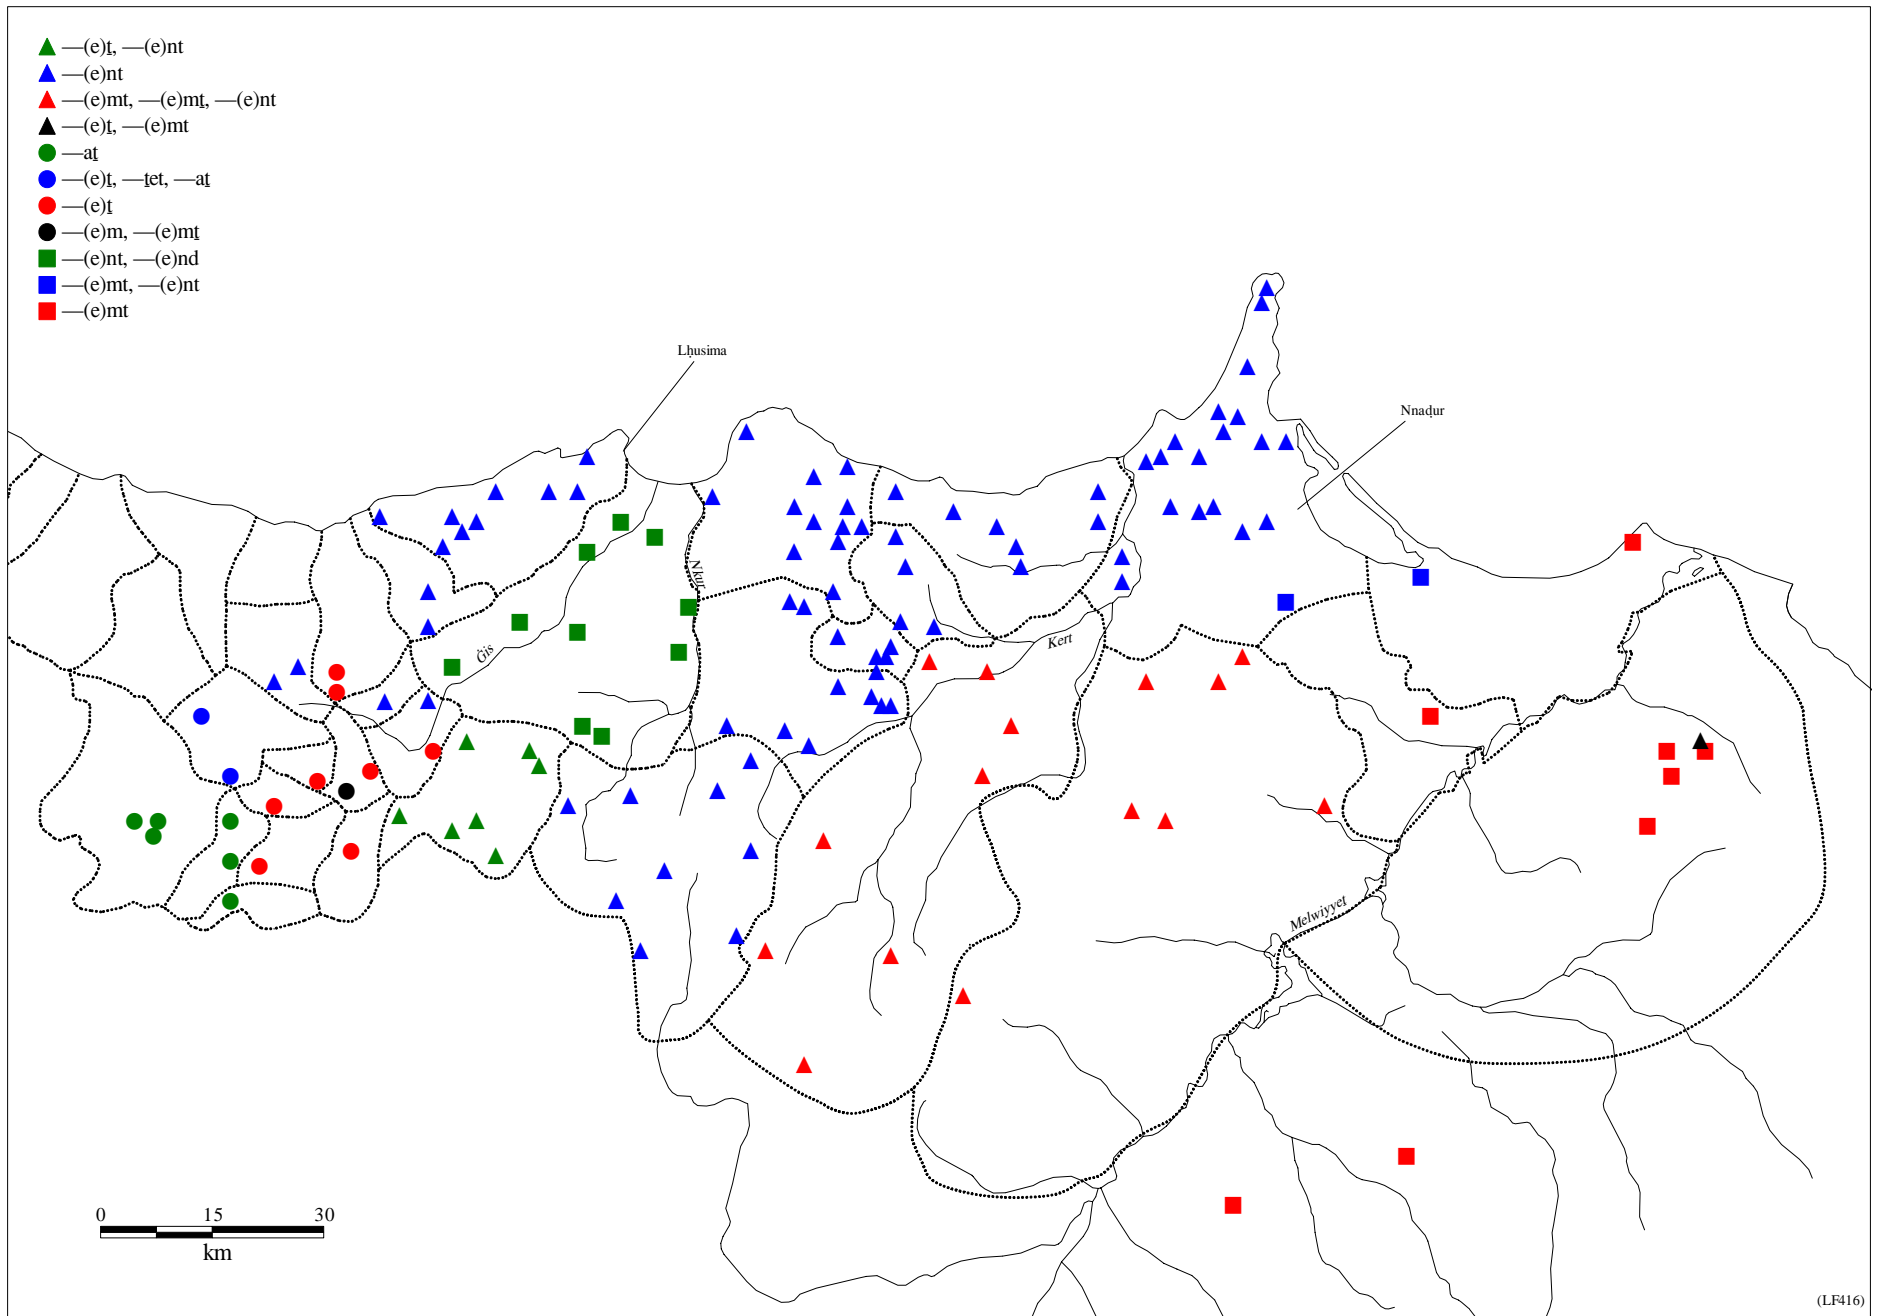 —(e)ṯ, —(e)nt
—(e)nt
—(e)mt, —(e)mṯ, —(e)nt
—(e)ṯ, —(e)mt
—aṯ
—(e)ṯ, —ṯet, —aṯ
—(e)ṯ
—(e)m, —(e)mṯ
—(e)nt, —(e)nd
—(e)mt, —(e)nt
—(e)mt
Lḥusima
Nnaḍur
Nkur
Kert
Ġis
Melwiyyet
0 15 30
km
(LF416)